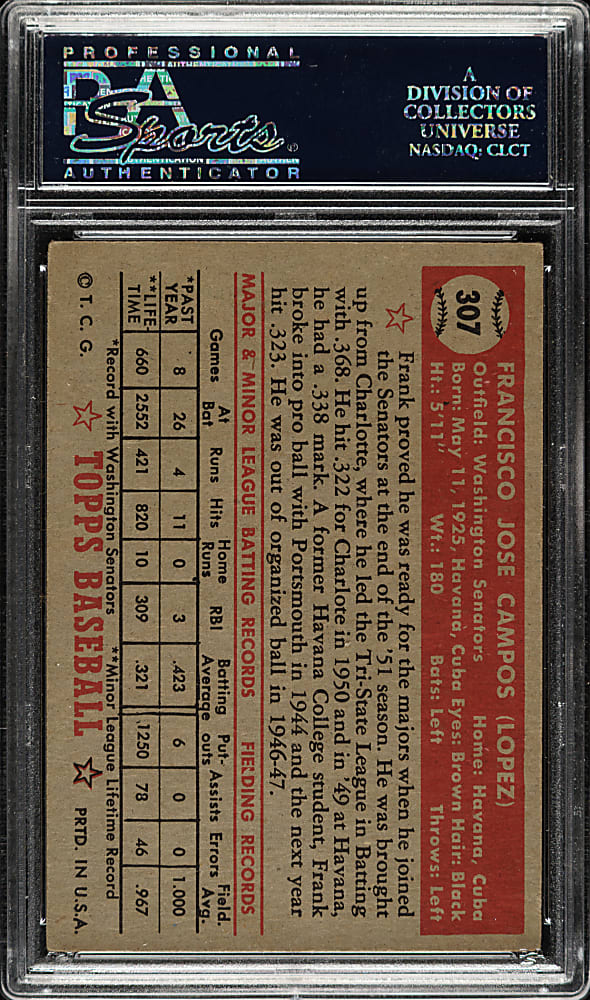 PROFESSIONAL
PSA
Sports®
AUTHENTICATOR
A
DIVISION OF
COLLECTORS
UNIVERSE
NASDAQ: CLCT
307
FRANCISCO JOSE CAMPOS (LOPEZ)
Outfield: Washington Senators Home: Havana, Cuba
Born: May 11, 1925, Havana, Cuba Eyes: Brown Hair: Black
Ht.: 5'11" Wt.: 180 Bats: Left Throws: Left
Frank proved he was ready for the majors when he joined
the Senators at the end of the '51 season. He was brought
up from Charlotte, where he led the Tri-State League in Batting
with .368. He hit .322 for Charlote in 1950 and in '49 at Havana,
he had a .338 mark. A former Havana College student, Frank
broke into pro ball with Portsmouth in 1944 and the next year
hit .323. He was out of organized ball in 1946-47.
MAJOR & MINOR LEAGUE BATTING RECORDS FIELDING RECORDS
Games At Bat Runs Hits Home Runs RBI Batting Average Put-outs Assists Errors Field. Avg.
*PAST YEAR 8 26 4 11 0 3 .423 6 0 0 1.000
**LIFE-TIME 660 2552 421 820 10 309 .321 1250 78 46 .967
*Record with Washington Senators **Minor League Lifetime Record
© T. C. G. TOPPS BASEBALL PRTD. IN U.S.A.